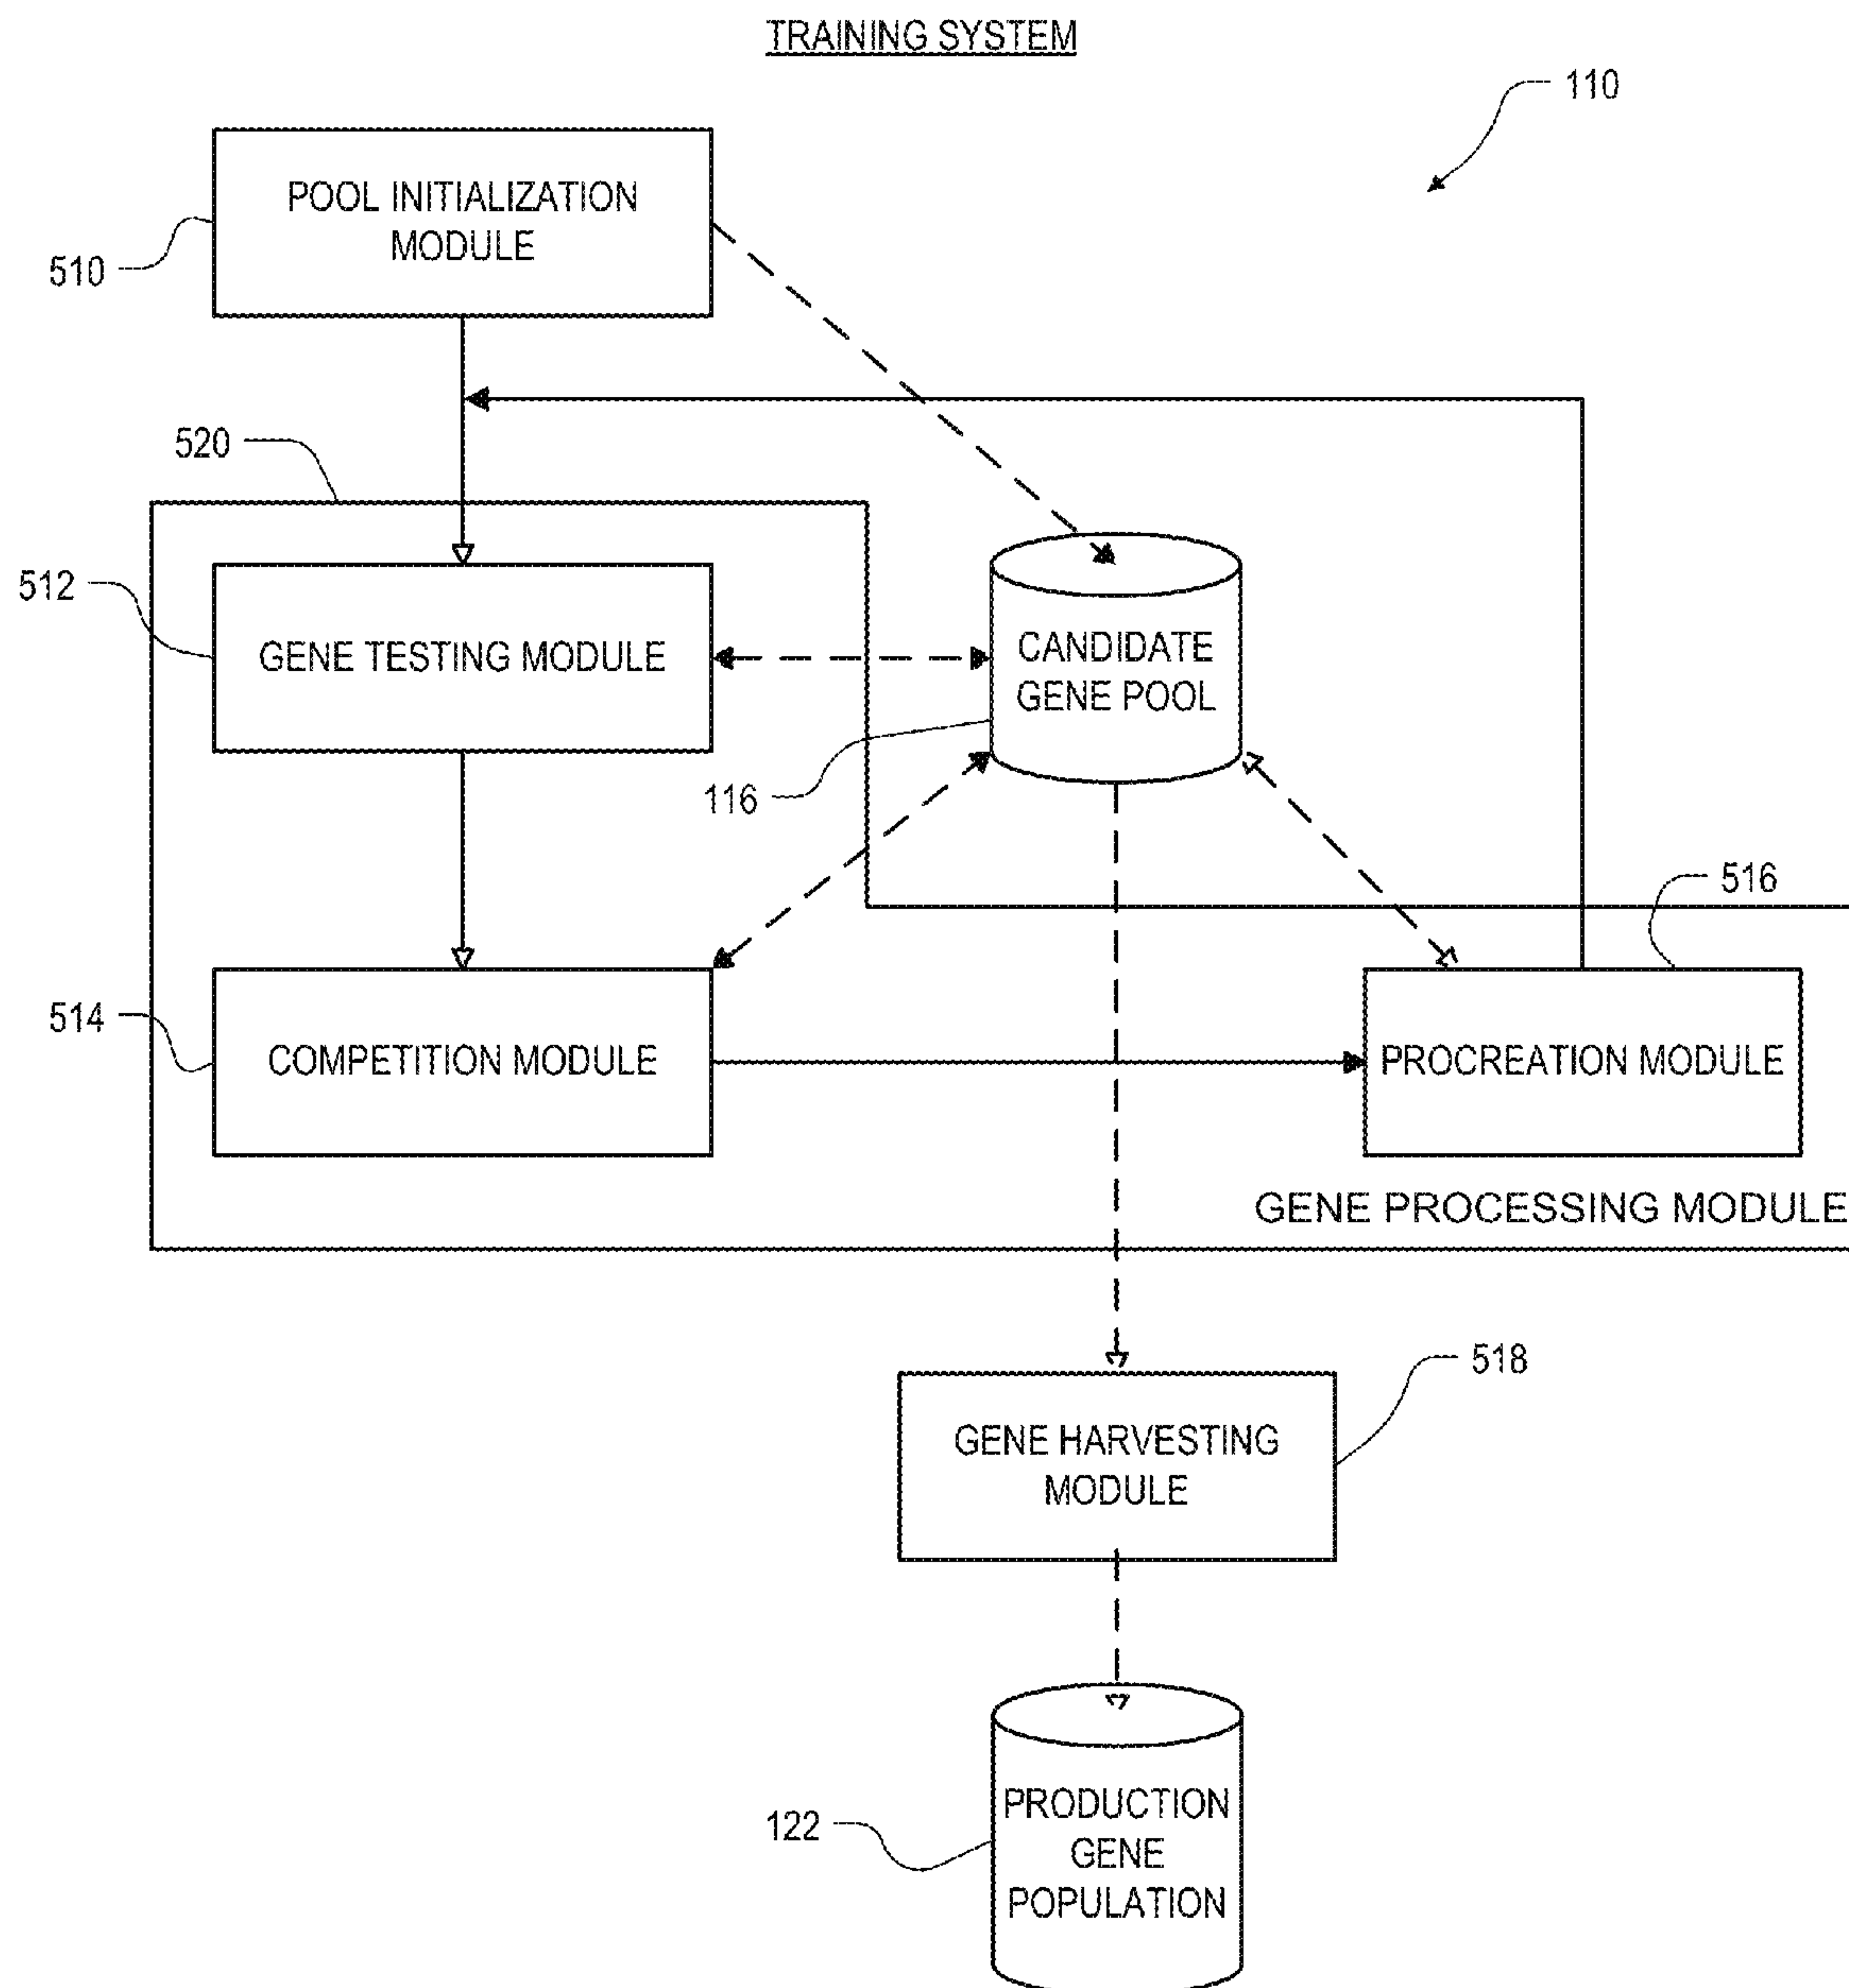 TRAINING SYSTEM
110
POOL INITIALIZATION
MODULE
510
520
512
GENE TESTING MODULE
CANDIDATE
GENE POOL
116
516
514
COMPETITION MODULE
PROCREATION MODULE
GENE PROCESSING MODULE
518
GENE HARVESTING
MODULE
122
PRODUCTION
GENE
POPULATION